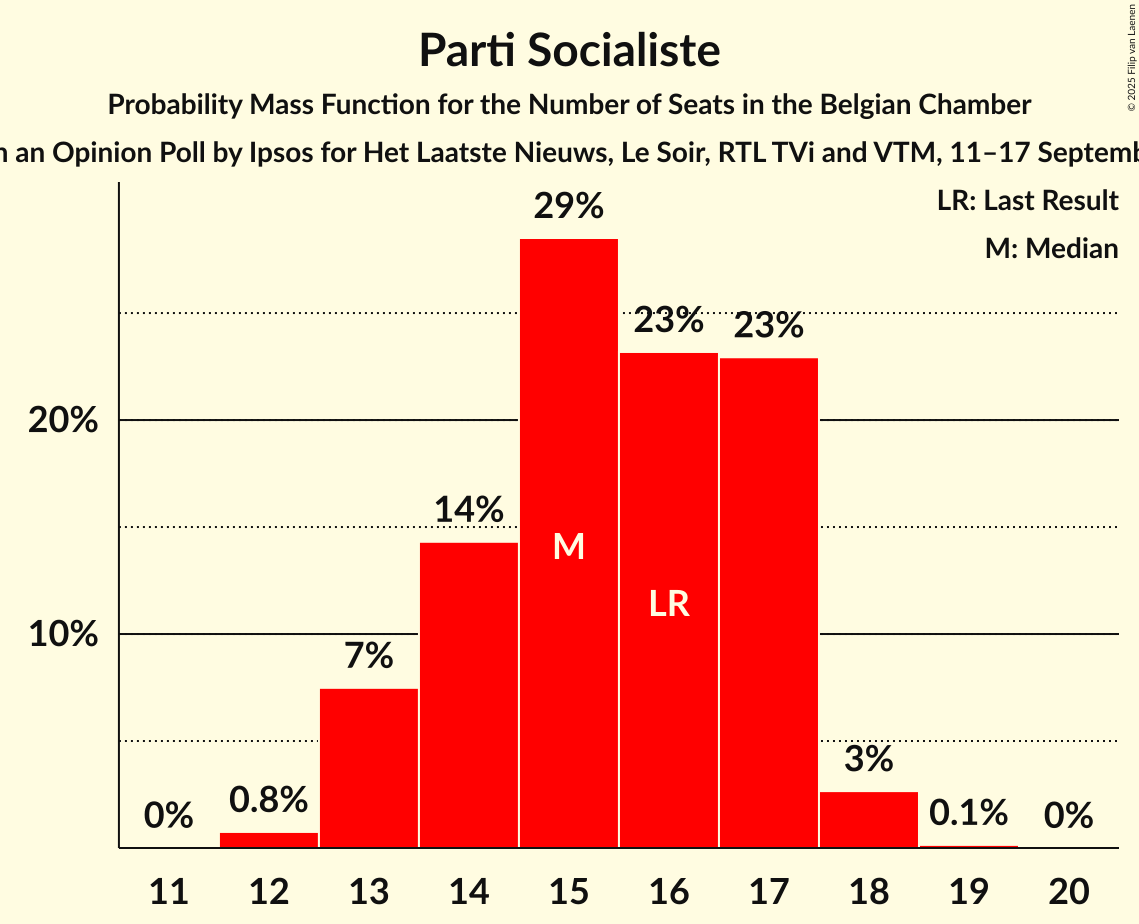 © 2025 Filip van Laenen
Parti Socialiste
Probability Mass Function for the Number of Seats in the Belgian Chamber
an Opinion Poll by Ipsos for Het Laatste Nieuws, Le Soir, RTL TVi and VTM, 11–17
LR: Last Result
M: Median
29%
23% 23%
20%
14%
M
LR
10%
7%
3%
0% 0.8% 0.1% 0%
11 12 13 14 15 16 17 18 19 20